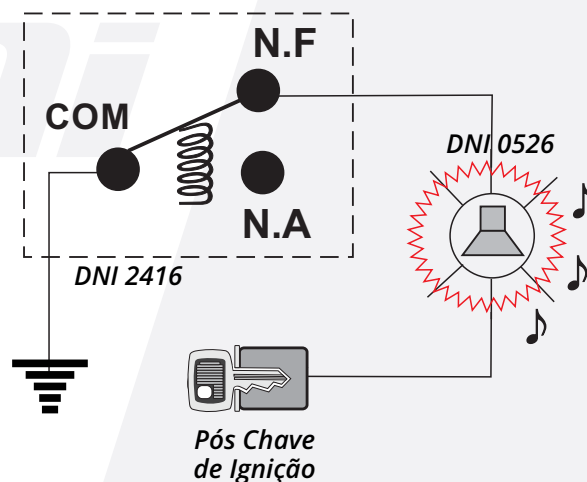 N.F
COM
DNI 0526
N.A
DNI 2416
Pós Chave
de Ignição